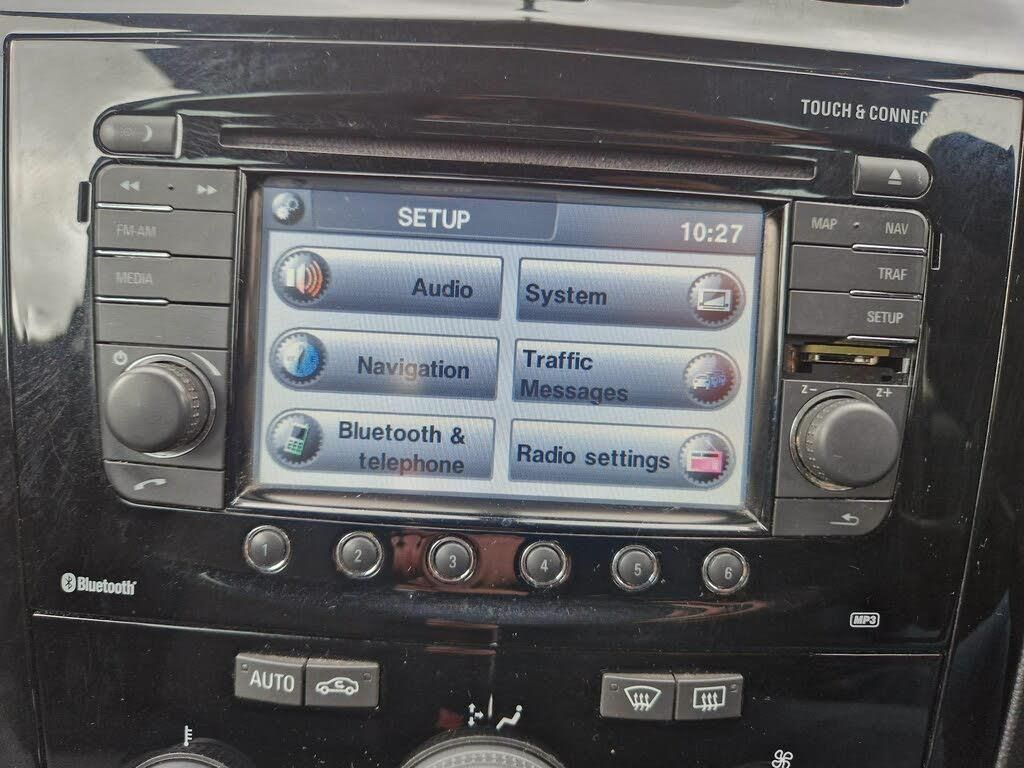 TOUCH & CONNEC
SETUP
10:27
FM-AM
MEDIA
MAP
NAV
TRAF
SETUP
Audio
System
Navigation
Traffic
Messages
Bluetooth &
telephone
Radio settings
Z-
Z+
1
2
3
4
5
6
Bluetooth
MP3
AUTO